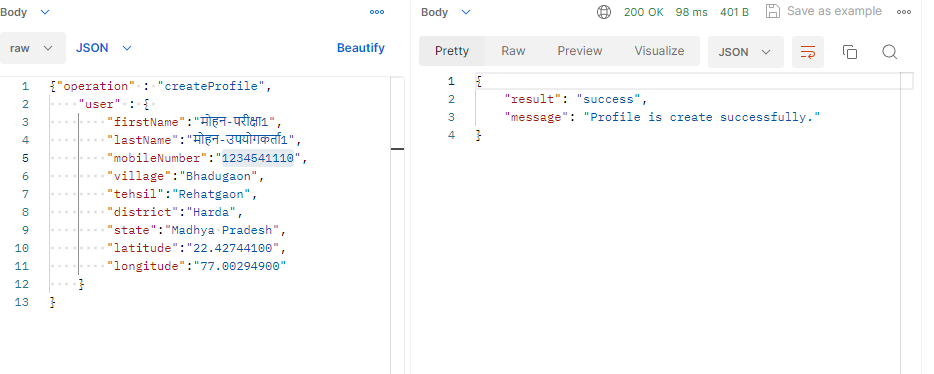 Body
raw JSON Beautify
1 {"operation" : "createProfile",
2 "user" : {
3 "firstName":"मोहन-परीक्षा1",
4 "lastName":"मोहन-उपयोगकर्ता1",
5 "mobileNumber":"1234541110",
6 "village":"Bhadugaon",
7 "tehsil":"Rehatgaon",
8 "district":"Harda",
9 "state":"Madhya Pradesh",
10 "latitude":"22.42744100",
11 "longitude":"77.00294900"
12 }
13 }
Body 200 OK 98 ms 401 B Save as example
Pretty Raw Preview Visualize JSON
1 {
2 "result": "success",
3 "message": "Profile is create successfully."
4 }